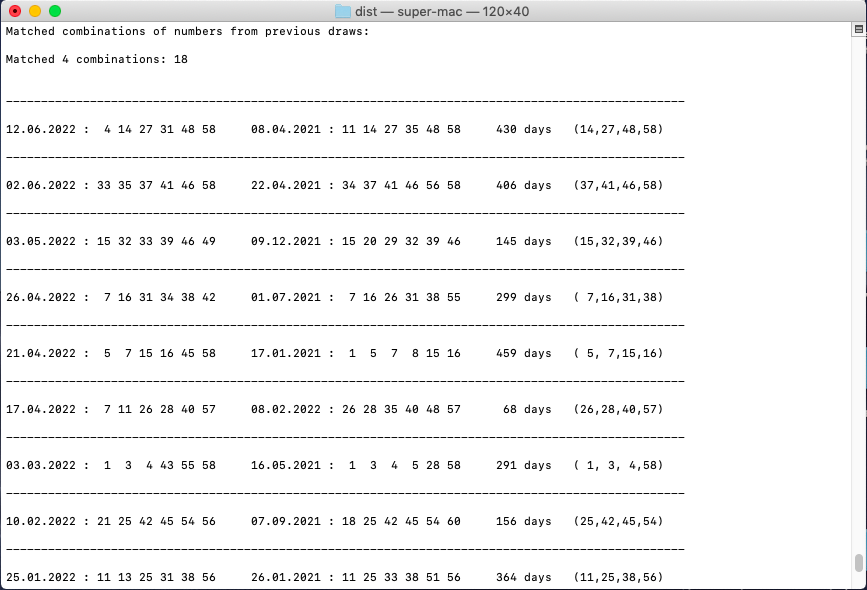 dist — super-mac — 120×40
Matched combinations of numbers from previous draws:
Matched 4 combinations: 18
-------------------------------------------------------------------------------------------------
12.06.2022 :  4 14 27 31 48 58     08.04.2021 : 11 14 27 35 48 58     430 days   (14,27,48,58)
-------------------------------------------------------------------------------------------------
02.06.2022 : 33 35 37 41 46 58     22.04.2021 : 34 37 41 46 56 58     406 days   (37,41,46,58)
-------------------------------------------------------------------------------------------------
03.05.2022 : 15 32 33 39 46 49     09.12.2021 : 15 20 29 32 39 46     145 days   (15,32,39,46)
-------------------------------------------------------------------------------------------------
26.04.2022 :  7 16 31 34 38 42     01.07.2021 :  7 16 26 31 38 55     299 days   ( 7,16,31,38)
-------------------------------------------------------------------------------------------------
21.04.2022 :  5  7 15 16 45 58     17.01.2021 :  1  5  7  8 15 16     459 days   ( 5, 7,15,16)
-------------------------------------------------------------------------------------------------
17.04.2022 :  7 11 26 28 40 57     08.02.2022 : 26 28 35 40 48 57      68 days   (26,28,40,57)
-------------------------------------------------------------------------------------------------
03.03.2022 :  1  3  4 43 55 58     16.05.2021 :  1  3  4  5 28 58     291 days   ( 1, 3, 4,58)
-------------------------------------------------------------------------------------------------
10.02.2022 : 21 25 42 45 54 56     07.09.2021 : 18 25 42 45 54 60     156 days   (25,42,45,54)
-------------------------------------------------------------------------------------------------
25.01.2022 : 11 13 25 31 38 56     26.01.2021 : 11 25 33 38 51 56     364 days   (11,25,38,56)